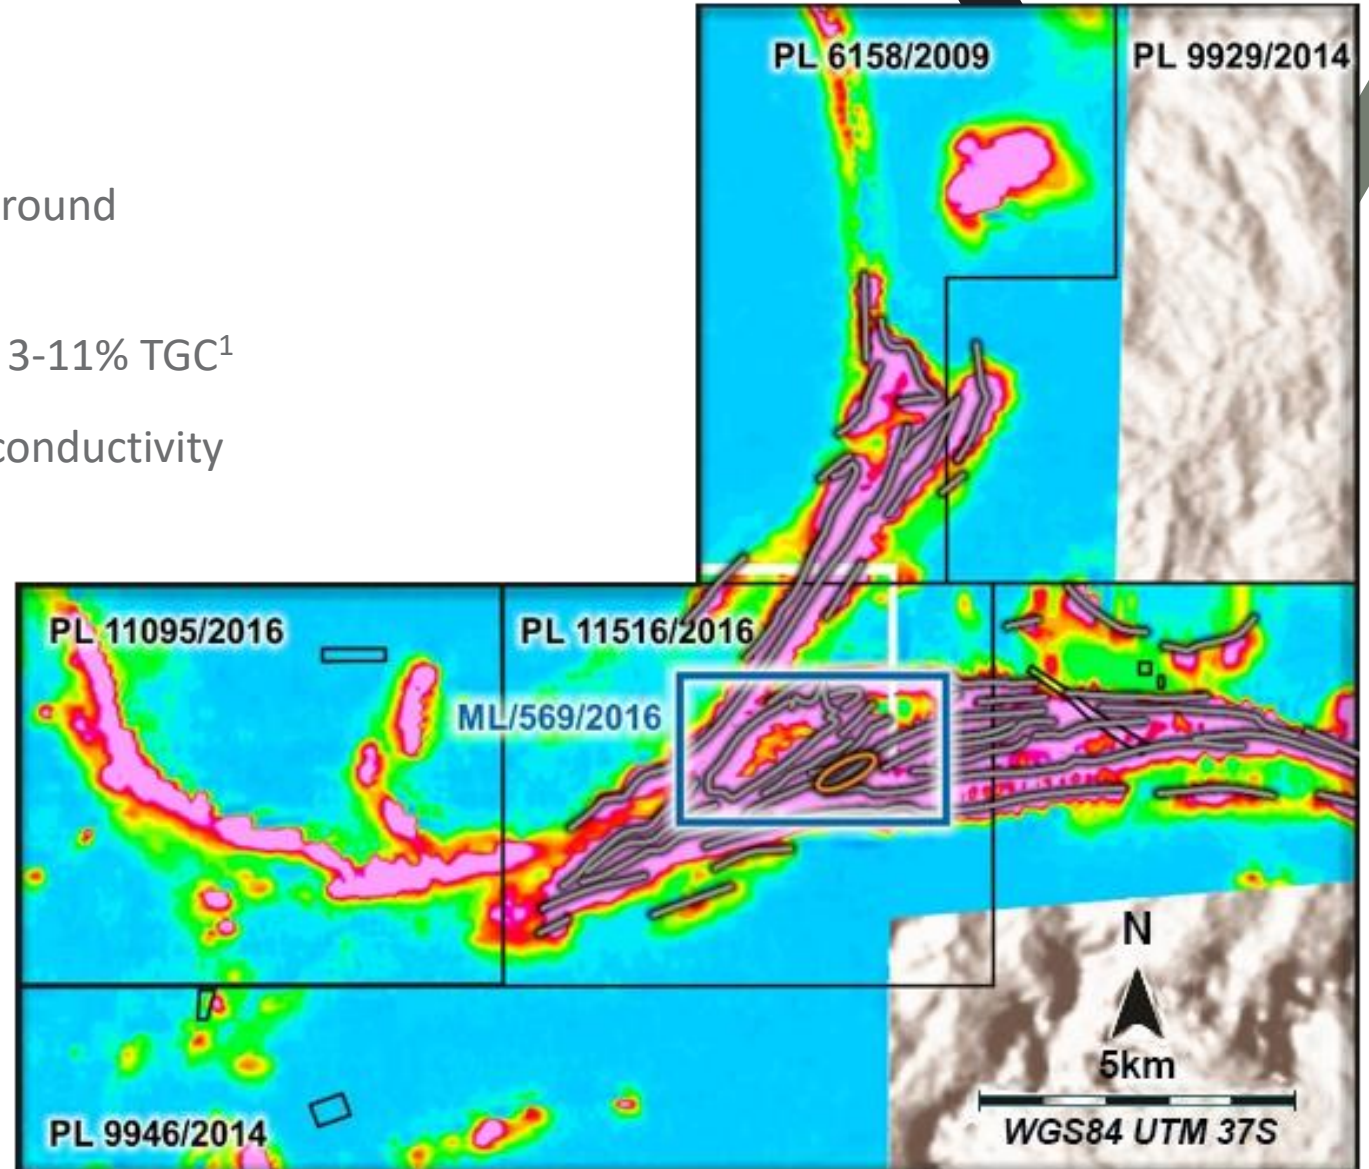 round
3-11% TGC¹
conductivity
PL 6158/2009
PL 9929/2014
PL 11095/2016
PL 11516/2016
ML/569/2016
N
5km
WGS84 UTM 37S
PL 9946/2014